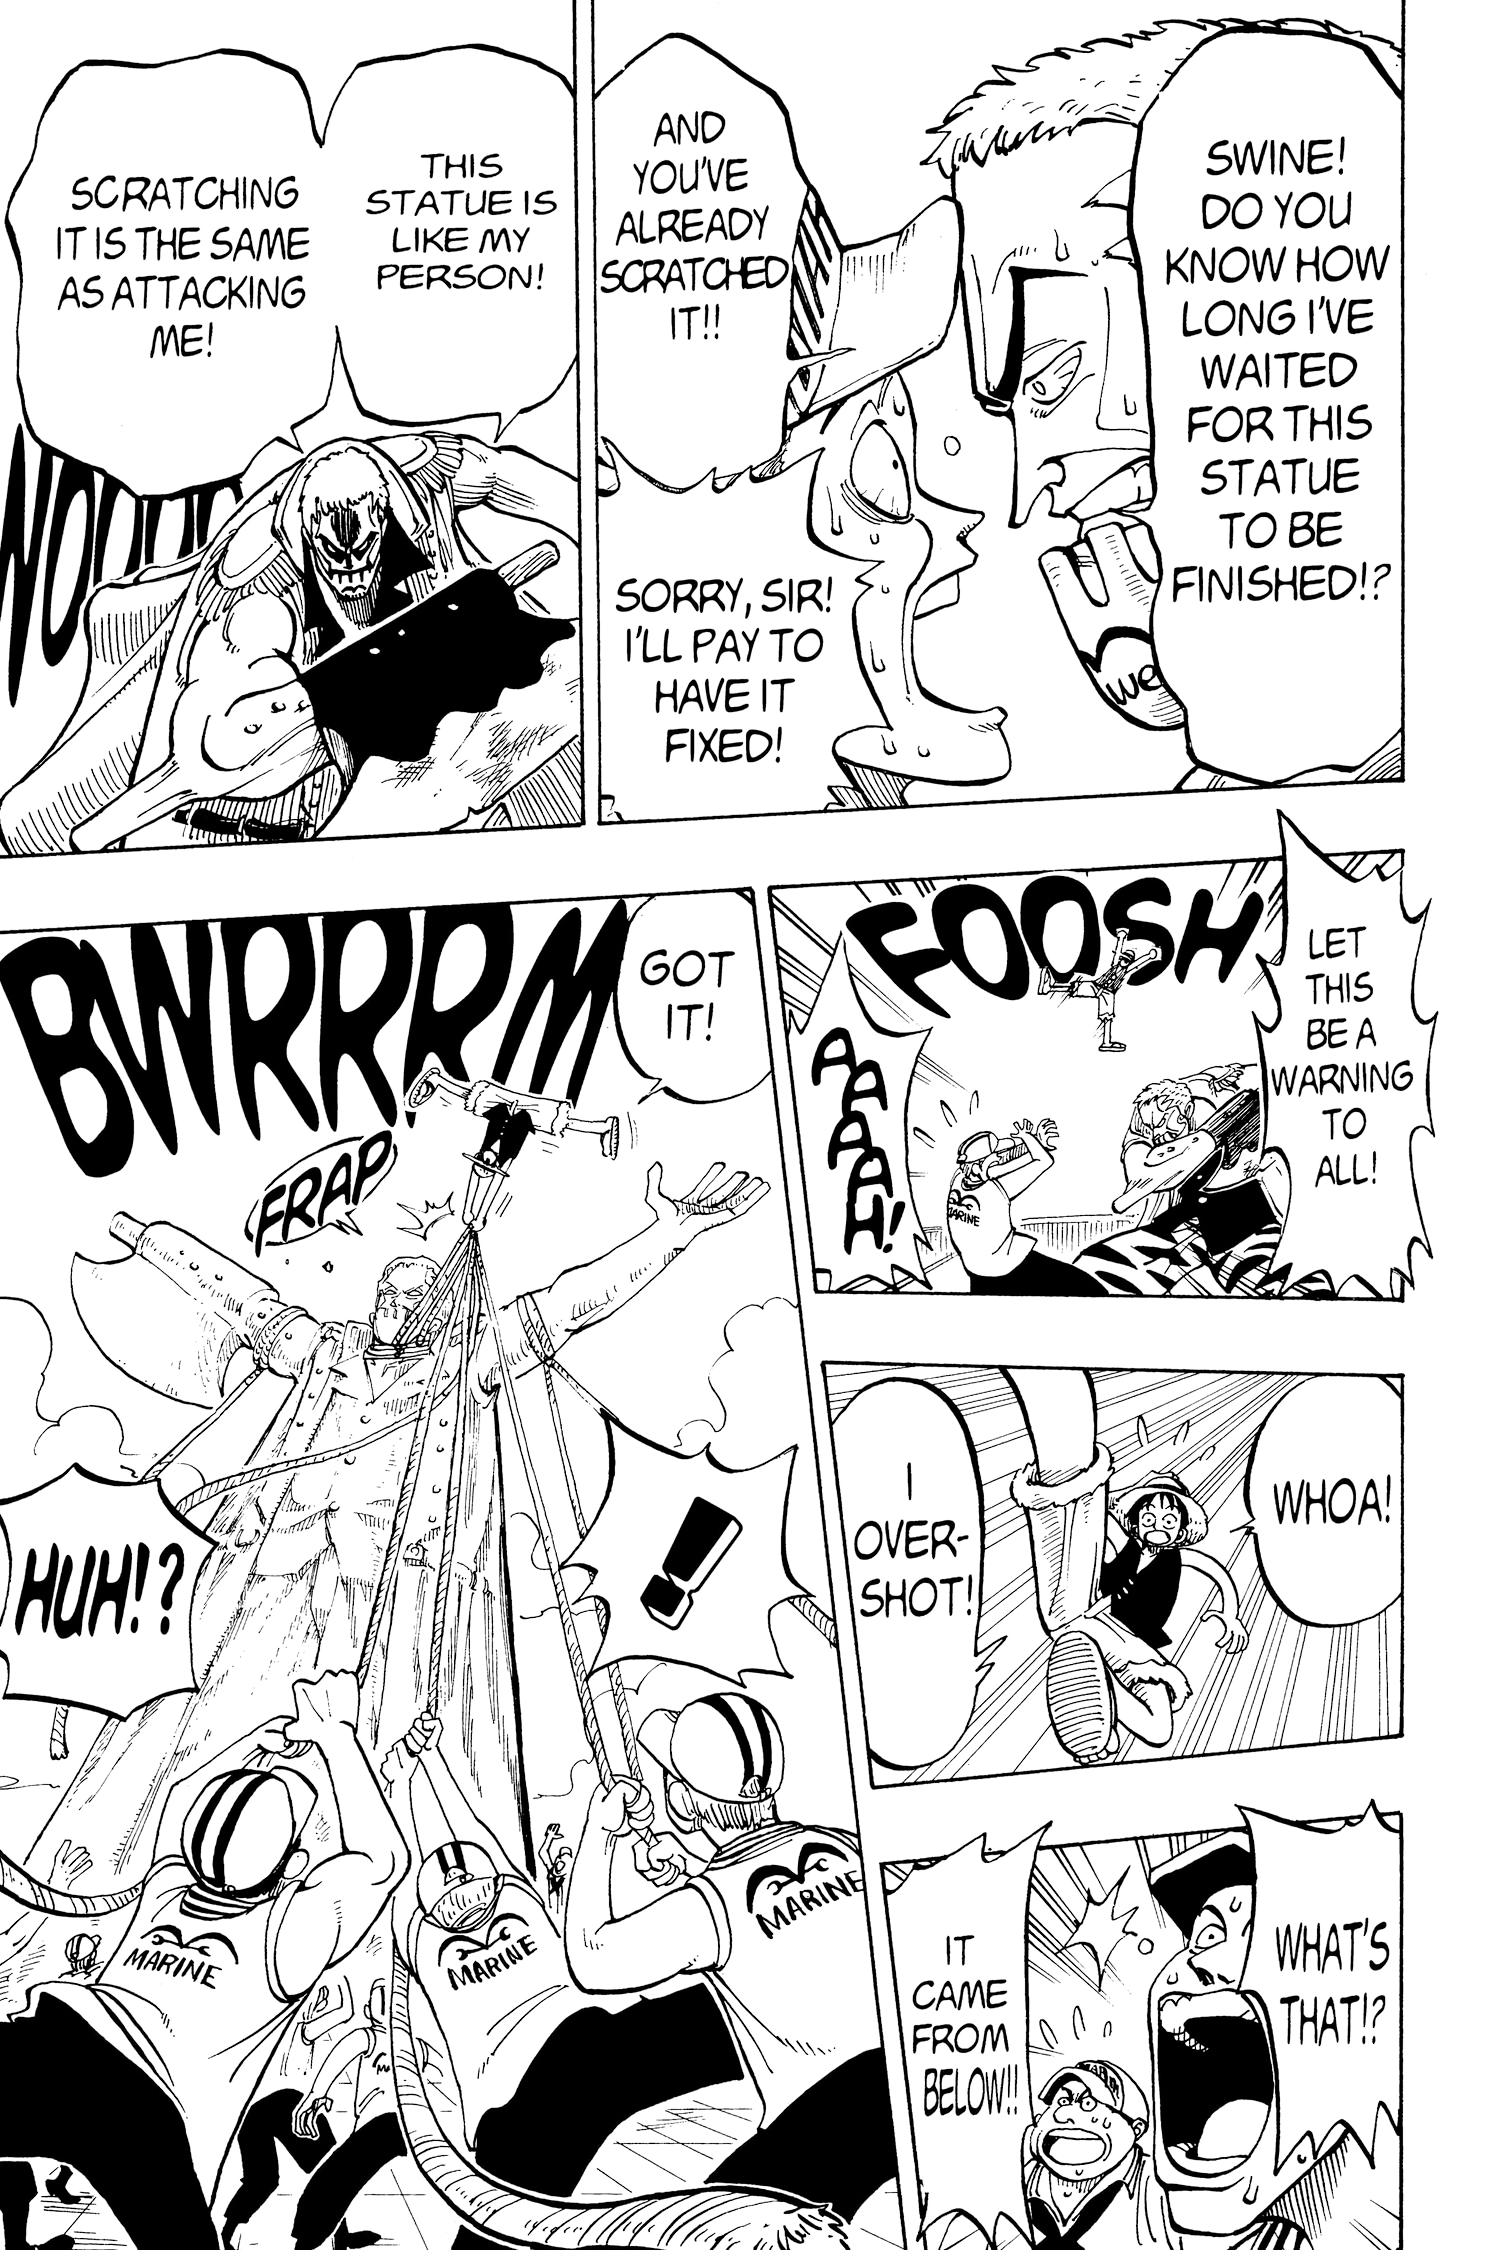 SWINE!
DO YOU
KNOW HOW
LONG I'VE
WAITED
FOR THIS
STATUE
TO BE
FINISHED!?
AND
YOU'VE
ALREADY
SCRATCHED
IT!!
SORRY, SIR!
I'LL PAY TO
HAVE IT
FIXED!
THIS
STATUE IS
LIKE MY
PERSON!
SCRATCHING
IT IS THE SAME
AS ATTACKING
ME!
LET
THIS
BE A
WARNING
TO
ALL!
FOOSH
AAAAH!
MARINE
WHOA!
I
OVER-
SHOT!
WHAT'S
THAT!?
IT
CAME
FROM
BELOW!!
GOT
IT!
BWRRRM
FRAP
!!
HUH!?
MARINE
MARINE
MARINE